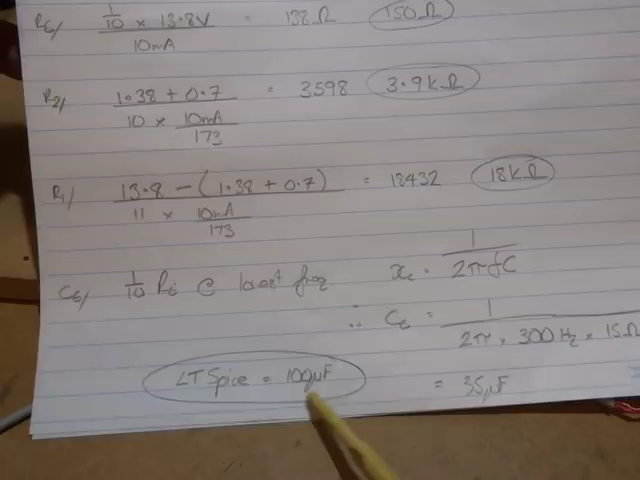 RE/ 1/10 × 13.8V / 10mA = 138Ω 150Ω
R2/ 1.38 + 0.7 / 10 × 10mA/173 = 3598 3.9kΩ
R1/ 13.8 - (1.38 + 0.7) / 11 × 10mA/173 = 18432 18kΩ
CE/ 1/10 RE @ lowest freq xc = 1 / 2πfC
∴ CE = 1 / 2π × 300Hz × 15Ω
LTSpice = 100µF = 35µF